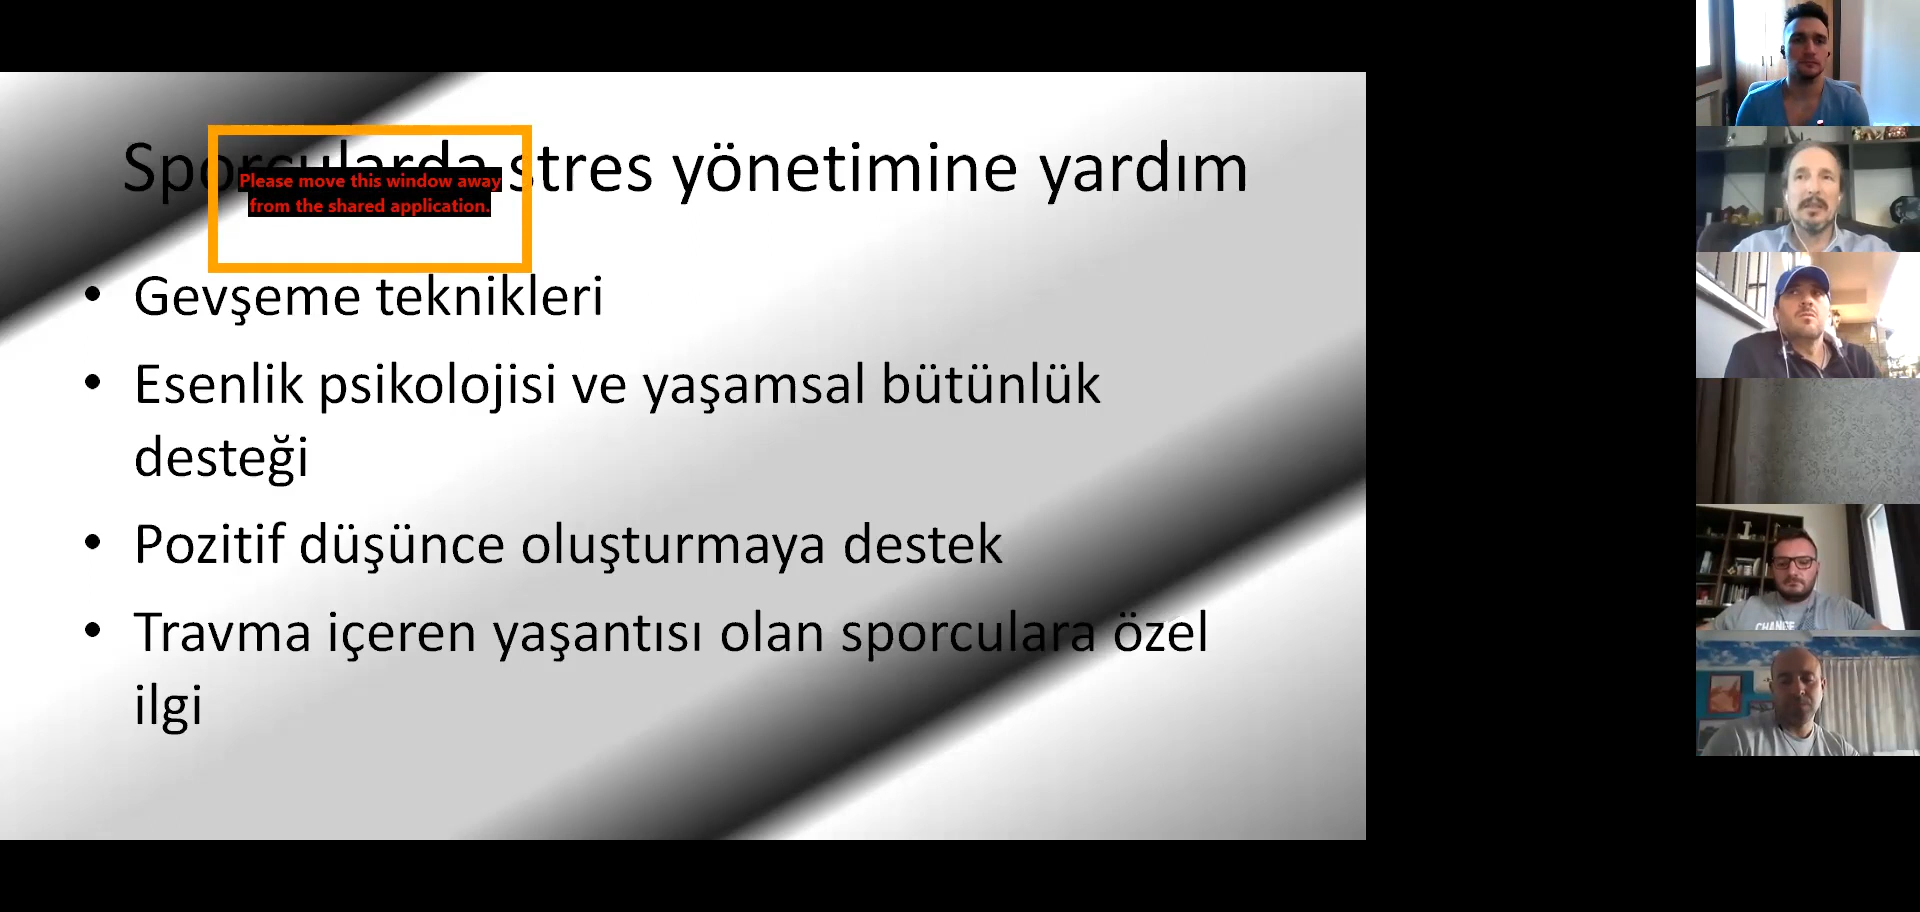 Sporcularda stres yönetimine yardım
Please move this window away
from the shared application.
• Gevşeme teknikleri
• Esenlik psikolojisi ve yaşamsal bütünlük
desteği
• Pozitif düşünce oluşturmaya destek
• Travma içeren yaşantısı olan sporculara özel
ilgi
CHANGE